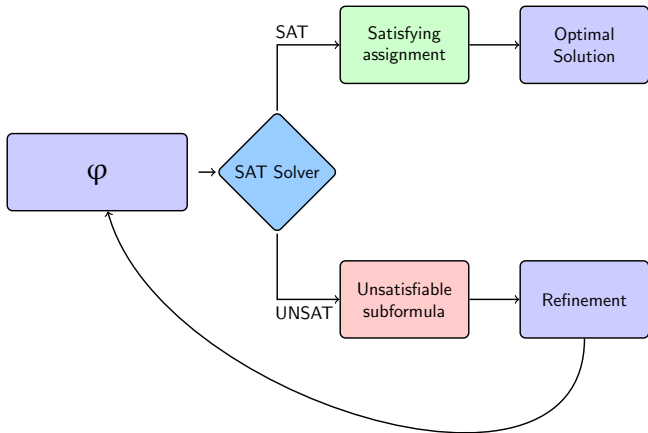 SAT
Satisfying
assignment
Optimal
Solution
φ
SAT Solver
UNSAT
Unsatisfiable
subformula
Refinement